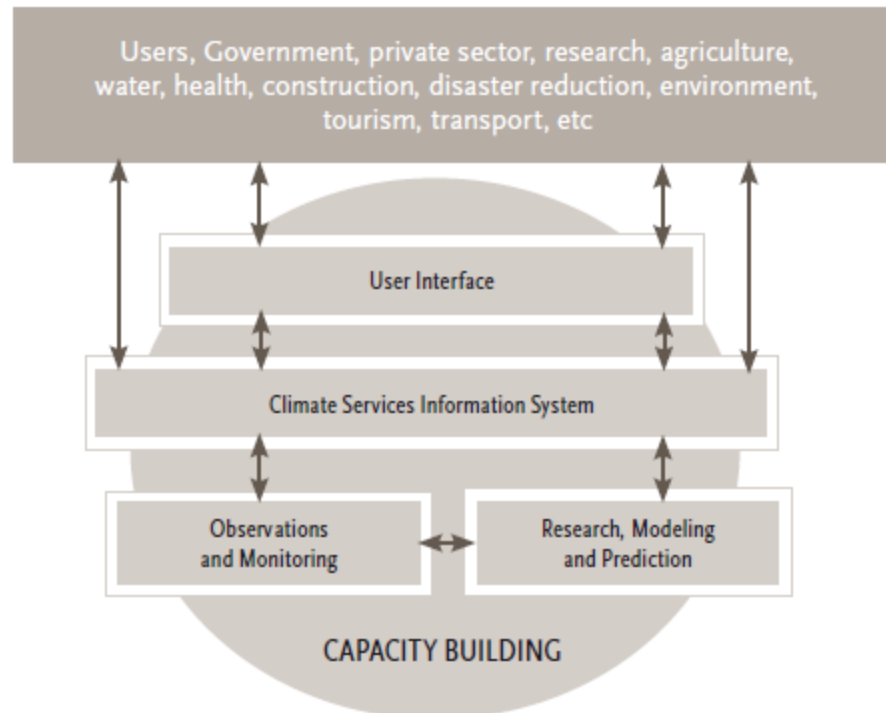 Users, Government, private sector, research, agriculture,
water, health, construction, disaster reduction, environment,
tourism, transport, etc
User Interface
Climate Services Information System
Observations
and Monitoring
Research, Modeling
and Prediction
CAPACITY BUILDING